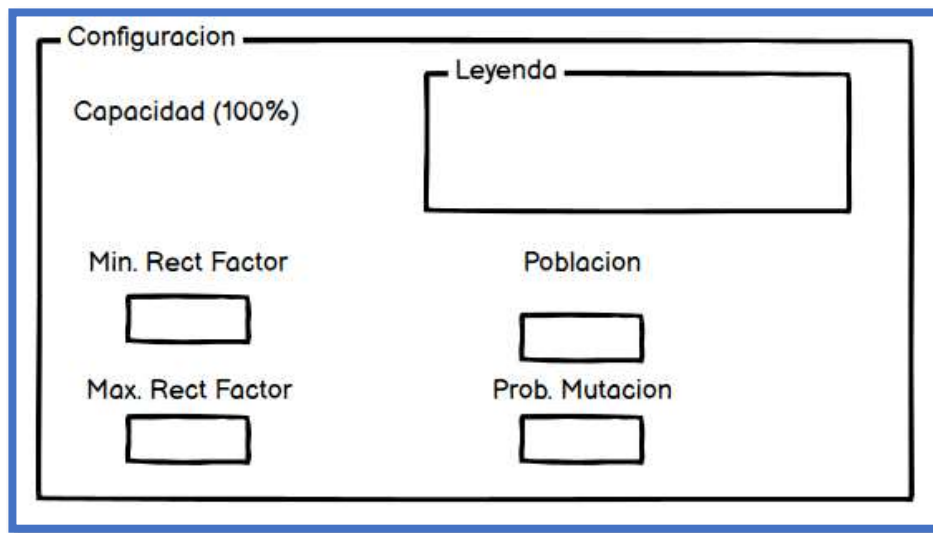 Configuracion
Leyenda
Capacidad (100%)
Min. Rect Factor
Poblacion
Max. Rect Factor
Prob. Mutacion